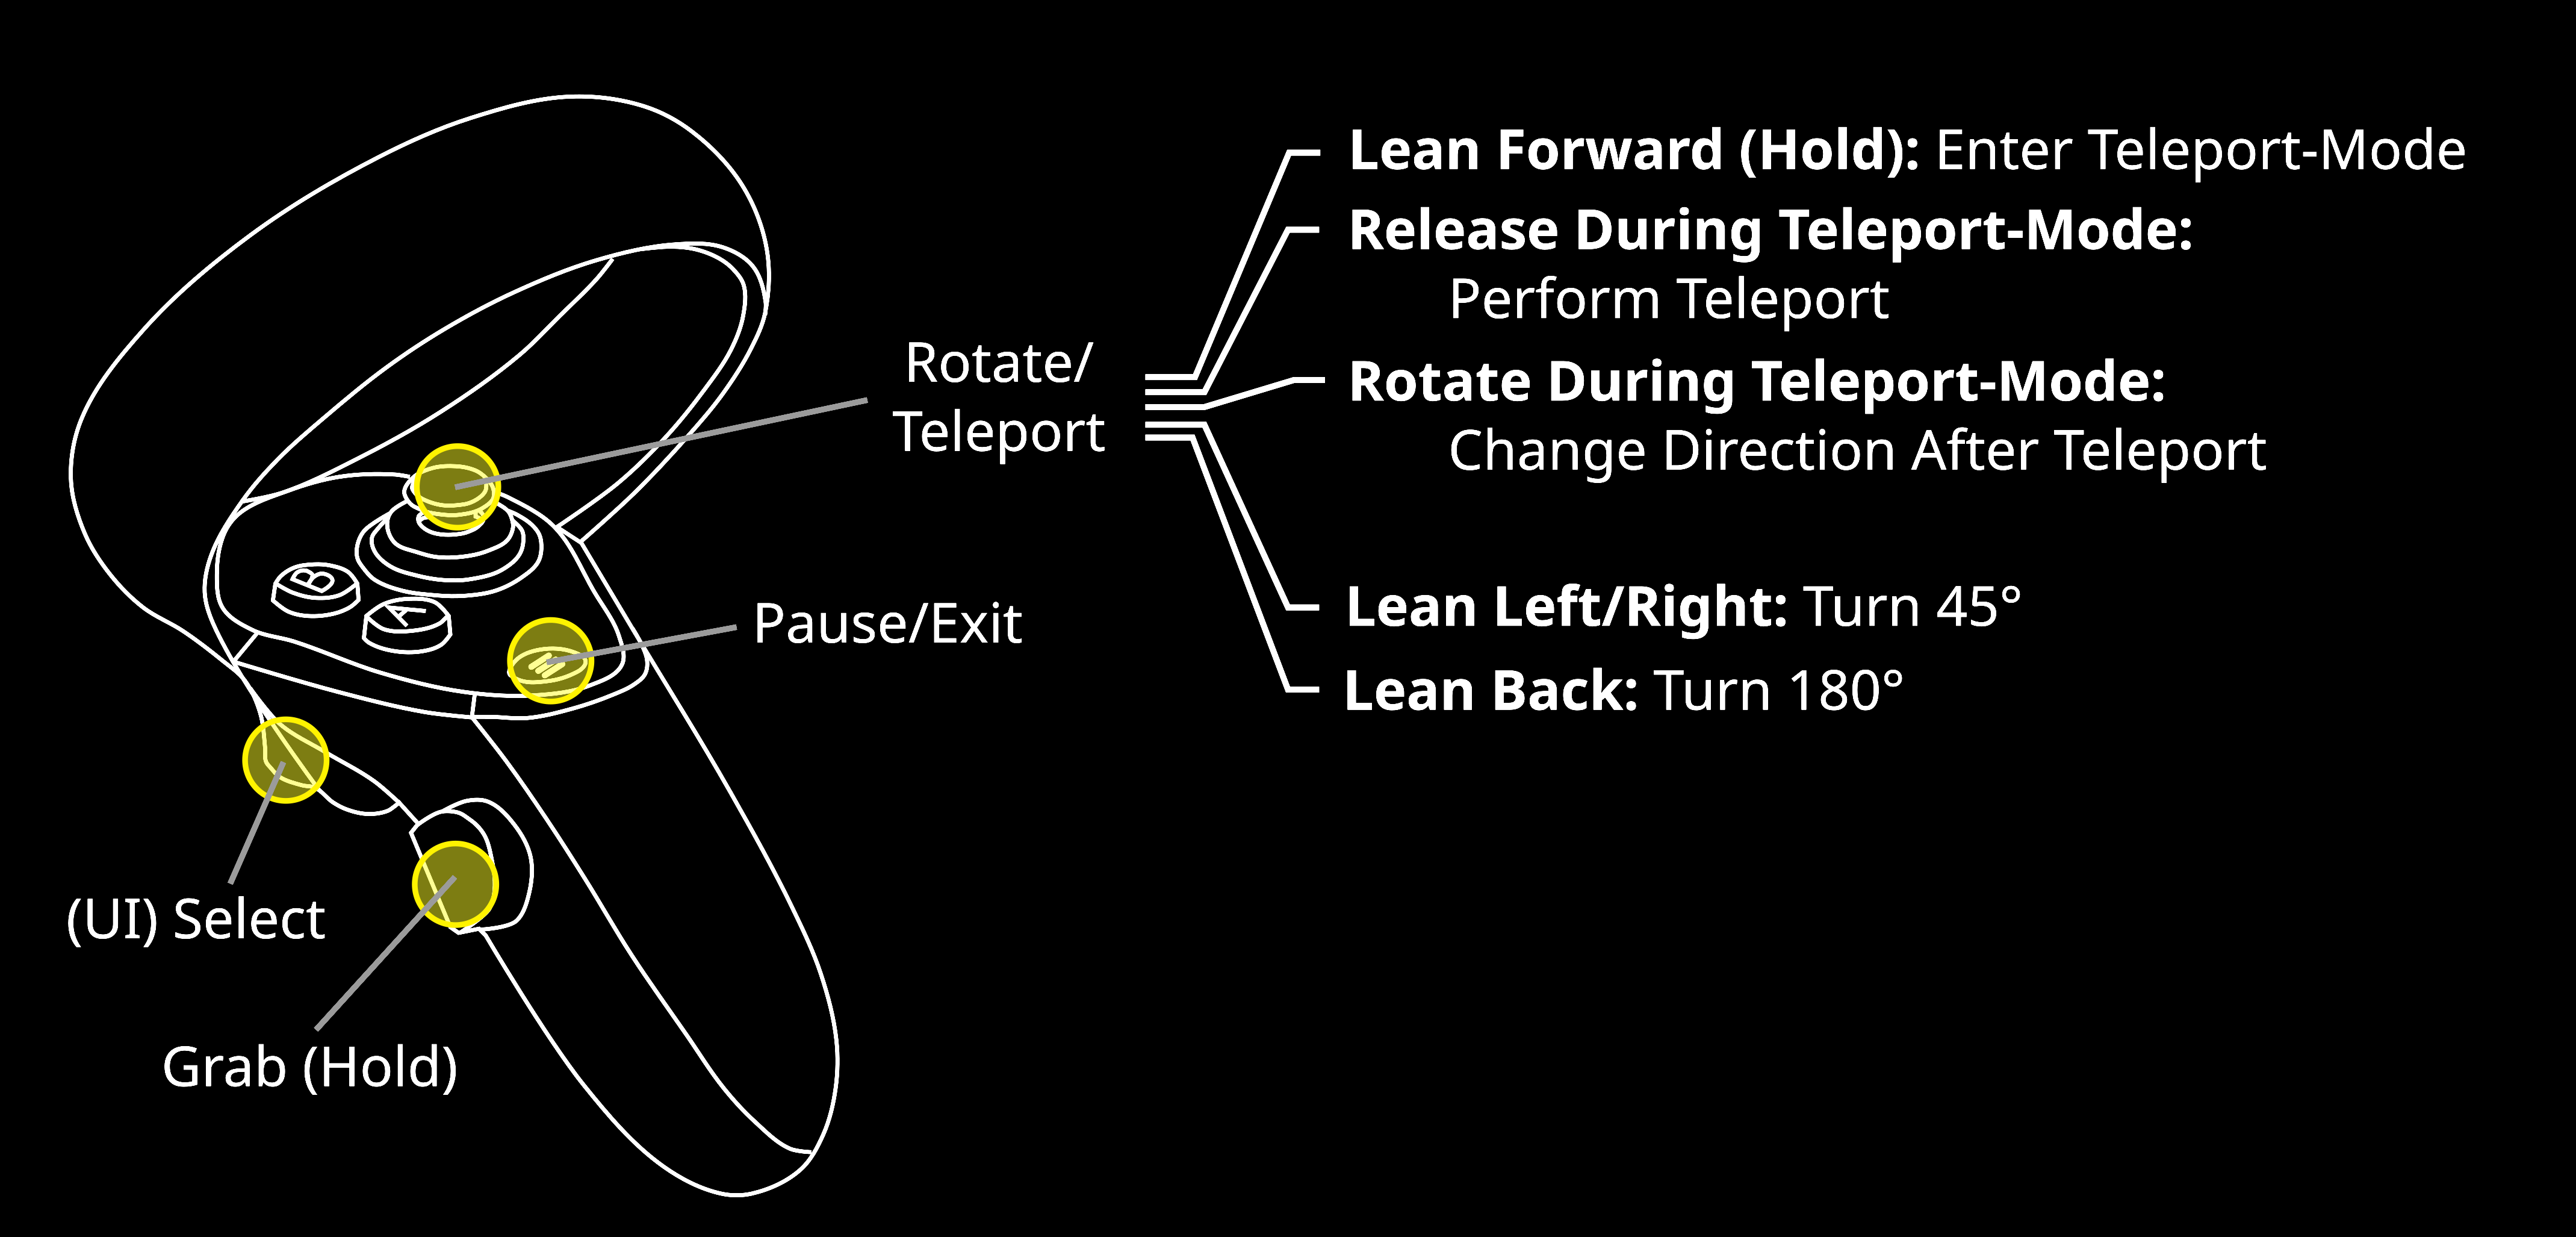 Lean Forward (Hold): Enter Teleport-Mode
Release During Teleport-Mode:
Perform Teleport
Rotate/
Teleport
Rotate During Teleport-Mode:
Change Direction After Teleport
B
A
Pause/Exit
Lean Left/Right: Turn 45°
Lean Back: Turn 180°
(UI) Select
Grab (Hold)